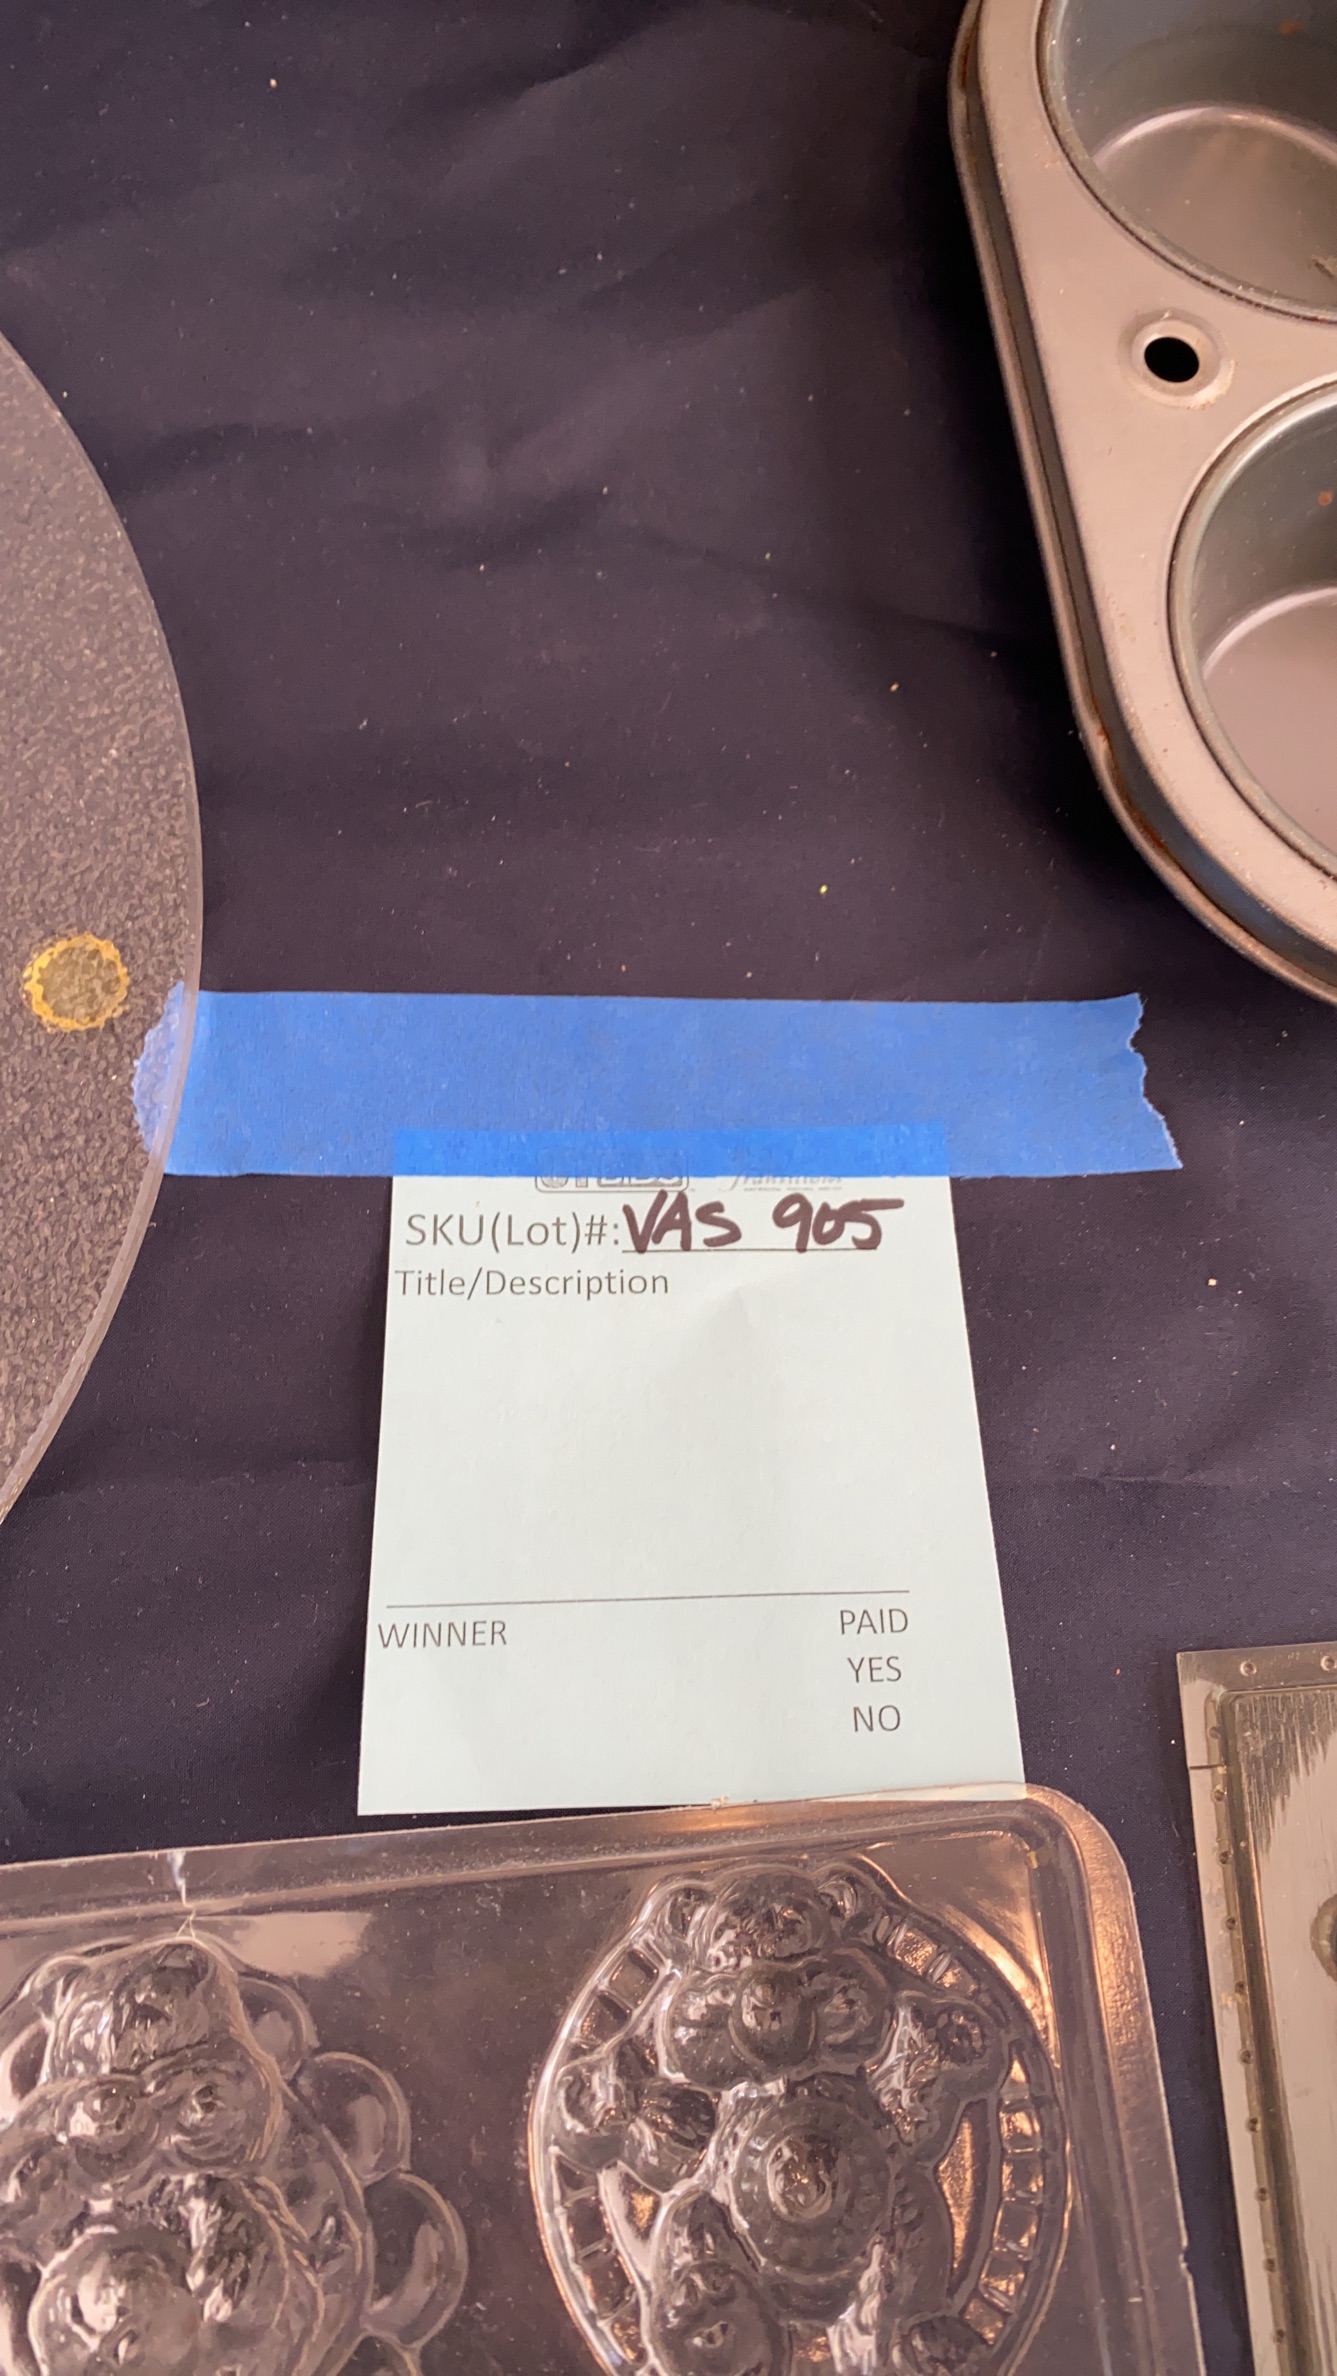 SKU(Lot)#: VAS 905
Title/Description
WINNER
PAID
YES
NO